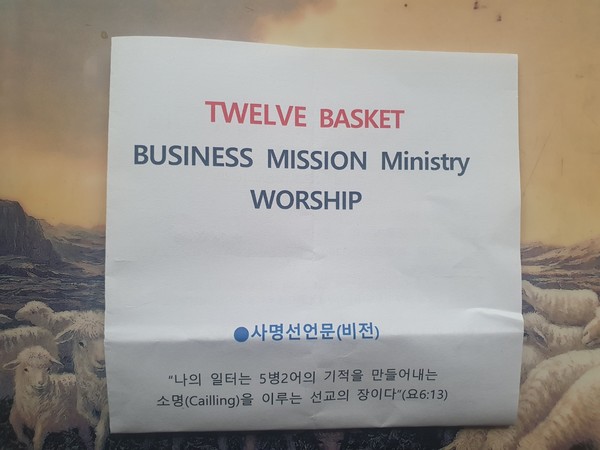 TWELVE BASKET
BUSINESS MISSION Ministry
WORSHIP
●사명선언문(비전)
"나의 일터는 5병2어의 기적을 만들어내는
소명(Cailling)을 이루는 선교의 장이다"(요6:13)